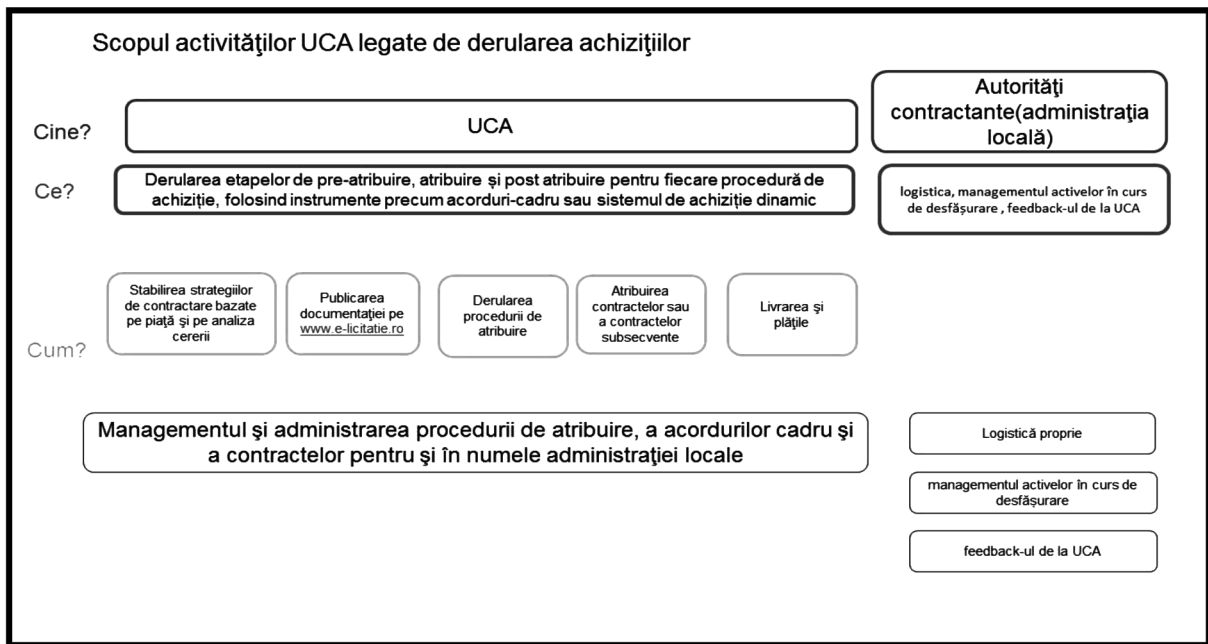 Scopul activităţilor UCA legate de derularea achiziţiilor
Cine?
UCA
Autorităţi
contractante(administraţia
locală)
Ce?
Derularea etapelor de pre-atribuire, atribuire și post atribuire pentru fiecare procedură de
achiziție, folosind instrumente precum acorduri-cadru sau sistemul de achiziție dinamic
logistica, managementul activelor în curs
de desfășurare , feedback-ul de la UCA
Cum?
Stabilirea strategiilor
de contractare bazate
pe piaţă şi pe analiza
cererii
Publicarea
documentaţiei pe
www.e-licitatie.ro
Derularea
procedurii de
atribuire
Atribuirea
contractelor sau
a contractelor
subsecvente
Livrarea şi
plăţile
Managementul şi administrarea procedurii de atribuire, a acordurilor cadru şi
a contractelor pentru şi în numele administraţiei locale
Logistică proprie
managementul activelor în curs de
desfășurare
feedback-ul de la UCA